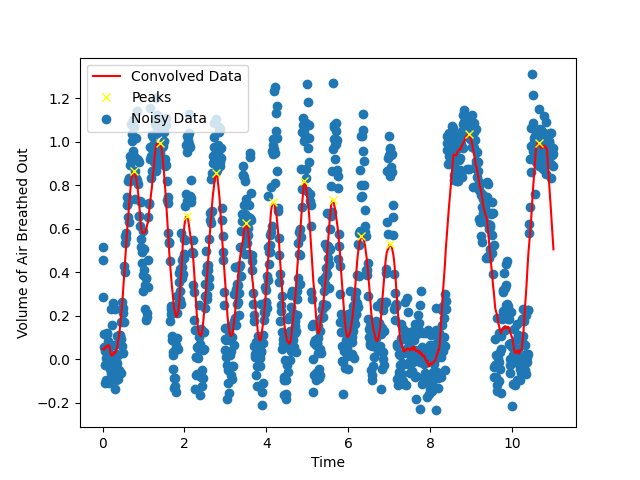 Convolved Data
Peaks
Noisy Data
Volume of Air Breathed Out
1.2
1.0
0.8
0.6
0.4
0.2
0.0
−0.2
0 2 4 6 8 10
Time